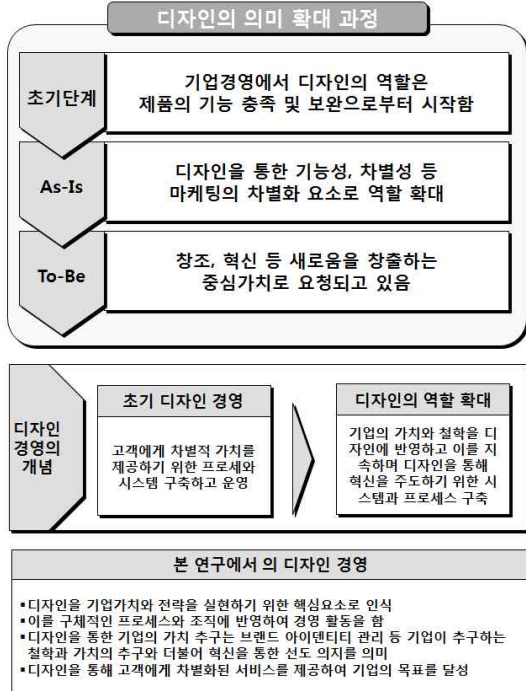 디자인의 의미 확대 과정
초기단계
기업경영에서 디자인의 역할은
제품의 기능 충족 및 보완으로부터 시작함
As-Is
디자인을 통한 기능성, 차별성 등
마케팅의 차별화 요소로 역할 확대
To-Be
창조, 혁신 등 새로움을 창출하는
중심가치로 요청되고 있음
디자인
경영의
개념
초기 디자인 경영
고객에게 차별적 가치를
제공하기 위한 프로세와
시스템 구축하고 운영
디자인의 역할 확대
기업의 가치와 철학을 디
자인에 반영하고 이를 지
속하며 디자인을 통해
혁신을 주도하기 위한 시
스템과 프로세스 구축
본 연구에서 의 디자인 경영
▪디자인을 기업가치와 전략을 실현하기 위한 핵심요소로 인식
▪이를 구체적인 프로세스와 조직에 반영하여 경영 활동을 함
▪디자인을 통한 기업의 가치 추구는 브랜드 아이덴티티 관리 등 기업이 추구하는
철학과 가치의 추구와 더불어 혁신을 통한 선도 의지를 의미
▪디자인을 통해 고객에게 차별화된 서비스를 제공하여 기업의 목표를 달성